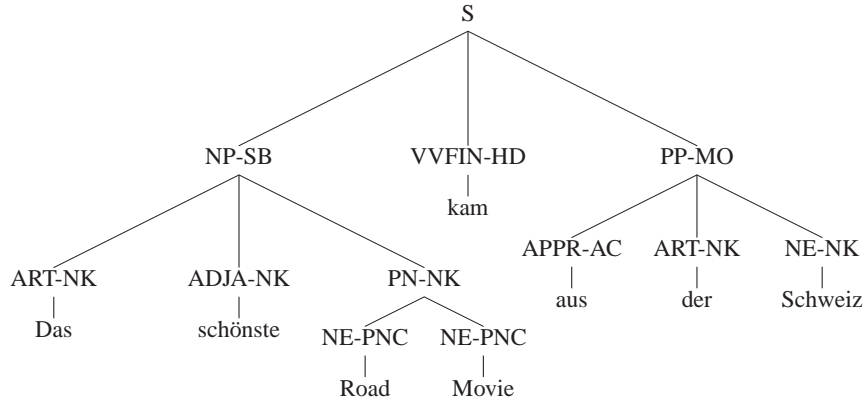 S
NP-SB VVFIN-HD PP-MO
kam
ART-NK ADJA-NK PN-NK APPR-AC ART-NK NE-NK
Das schönste aus der Schweiz
NE-PNC NE-PNC
Road Movie